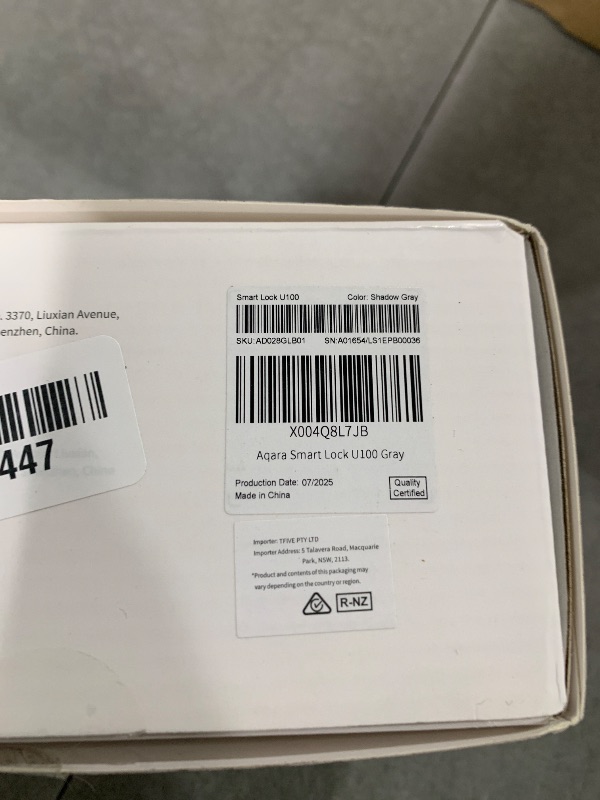 . 3370, Liuxian Avenue,
enzhen, China.
447
Smart Lock U100 Color: Shadow Gray
SKU:AD028GLB01 SN:A01654/LS1EPB00036
X004Q8L7JB
Aqara Smart Lock U100 Gray
Production Date: 07/2025
Made in China
Quality
Certified
Importer: TFIVE PTY LTD
Importer Address: 5 Talavera Road, Macquarie
Park, NSW, 2113.
*Product and contents of this packaging may
vary depending on the country or region.
R-NZ